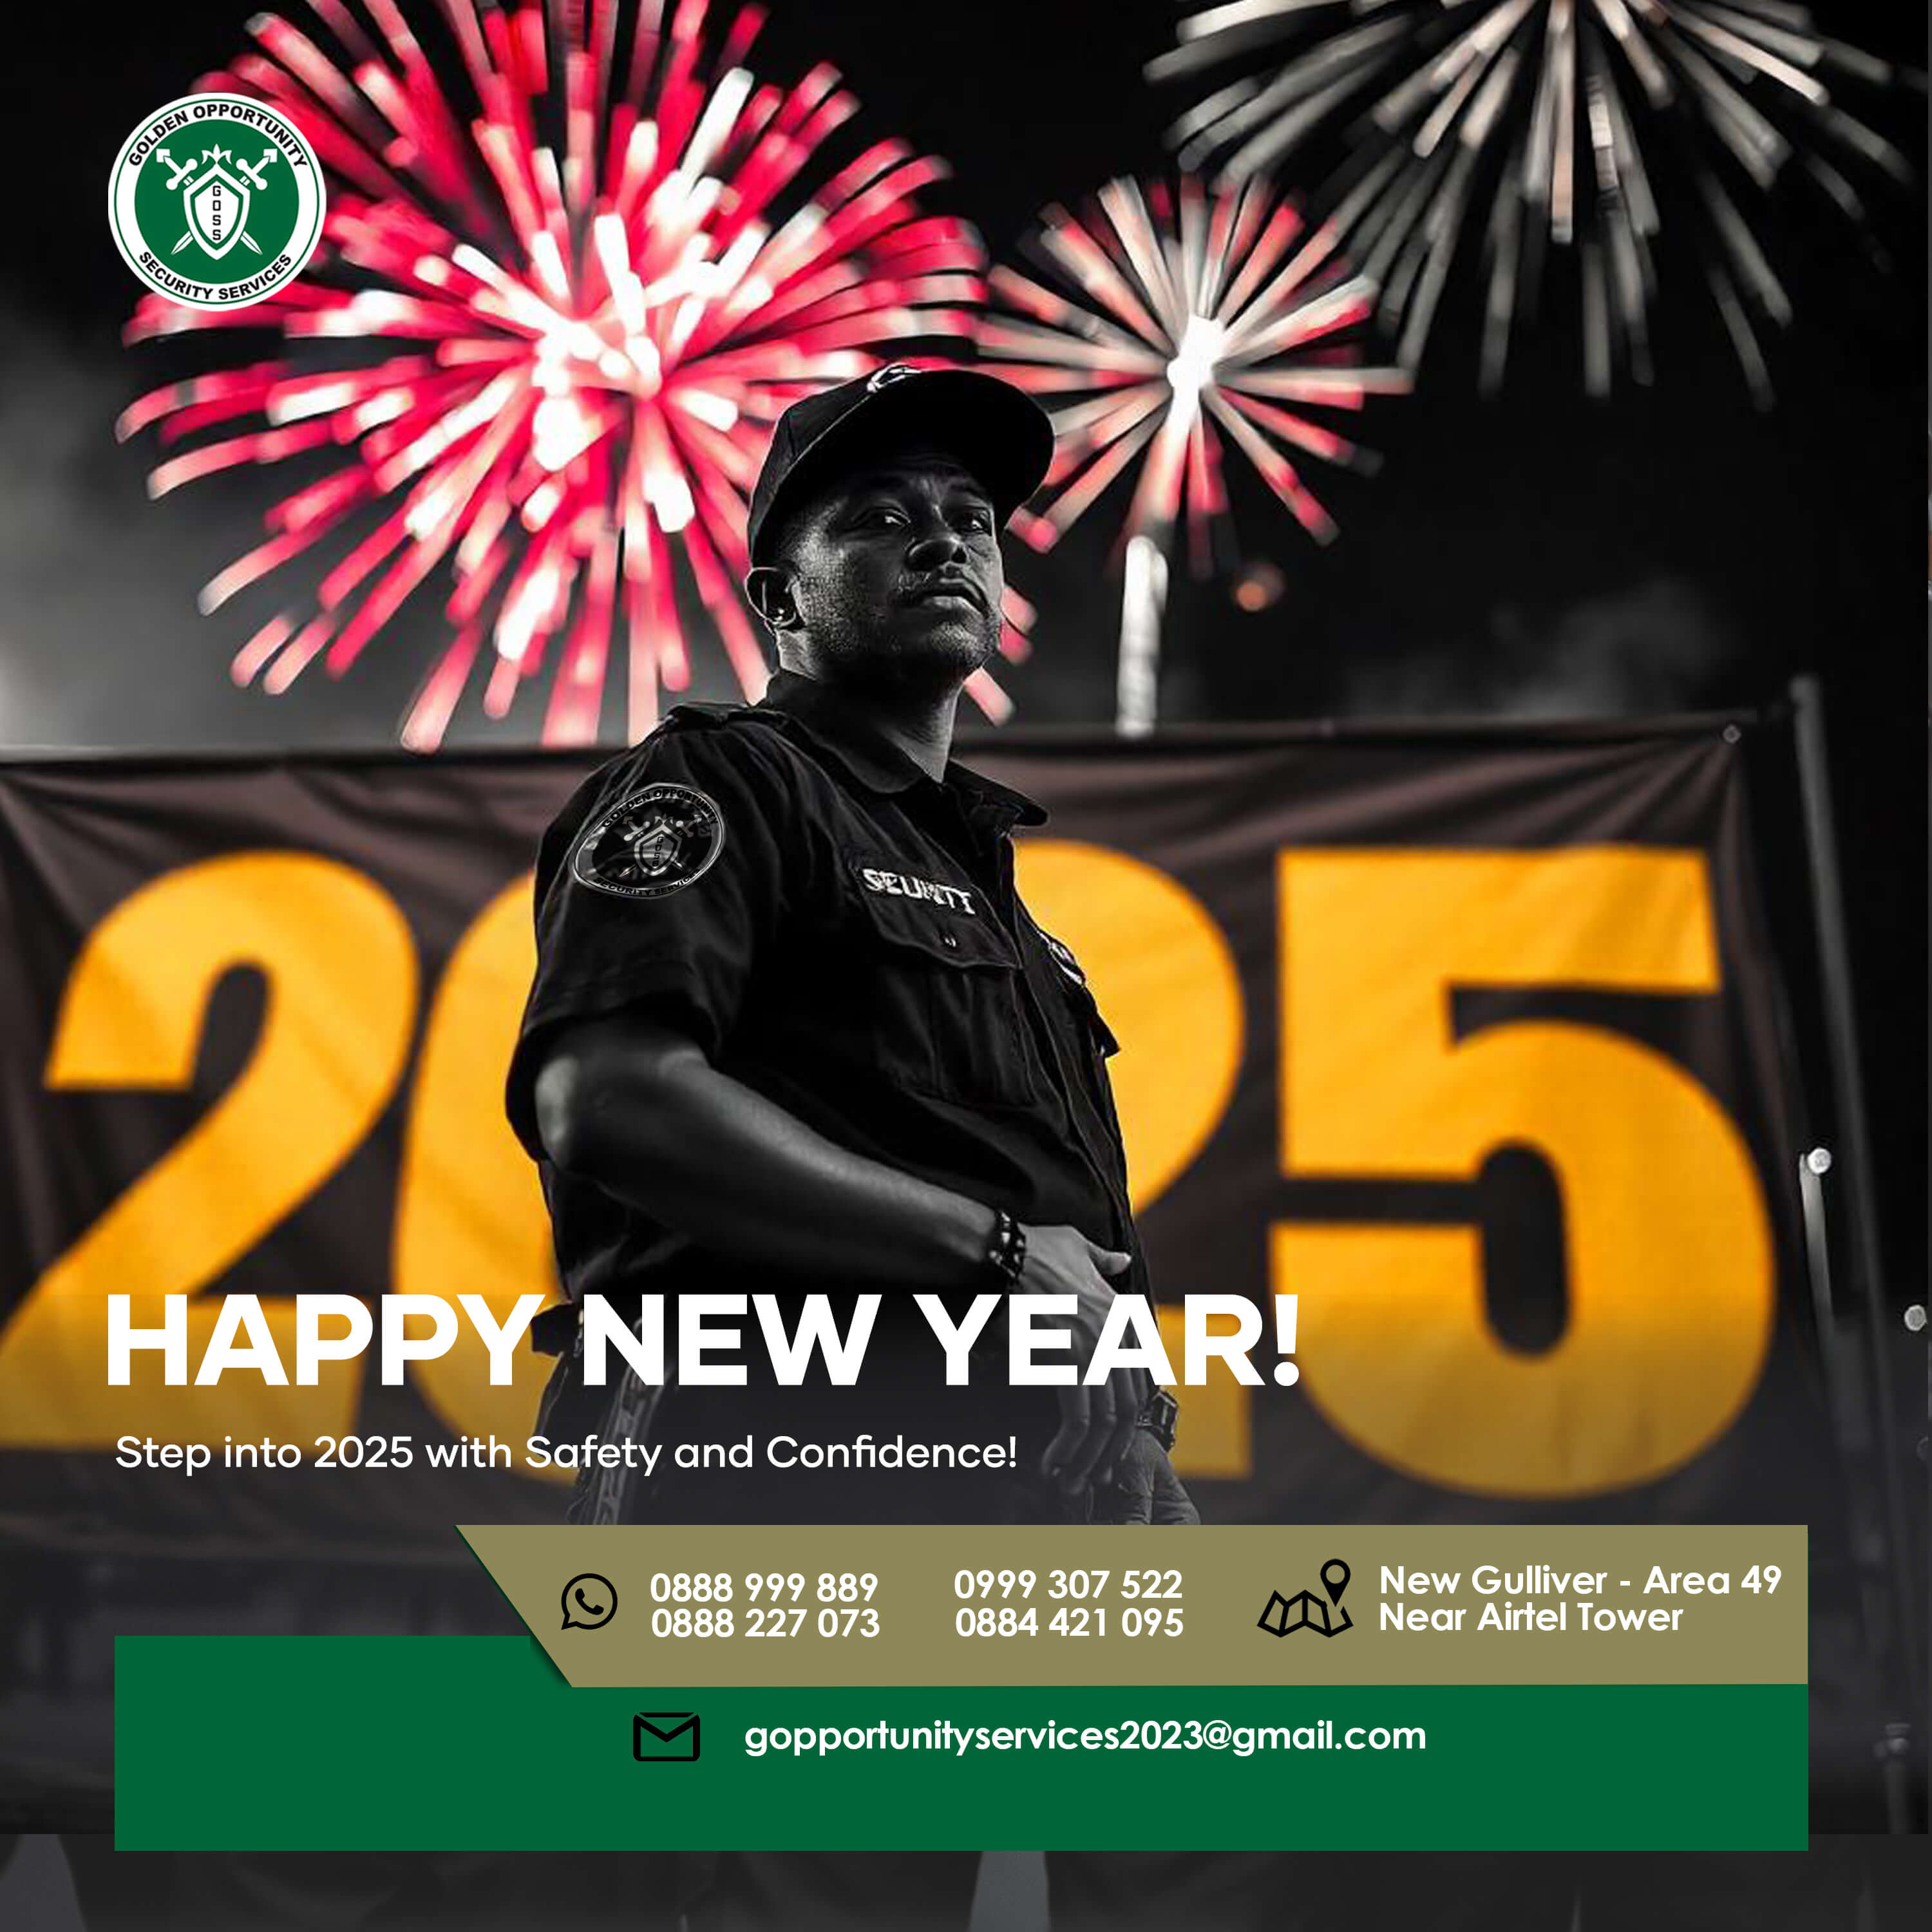 GOLDEN OPPORTUNITY
GOSS
SECURITY SERVICES
2025
HAPPY NEW YEAR!
Step into 2025 with Safety and Confidence!
0888 999 889
0888 227 073
0999 307 522
0884 421 095
New Gulliver - Area 49
Near Airtel Tower
gopportunityservices2023@gmail.com